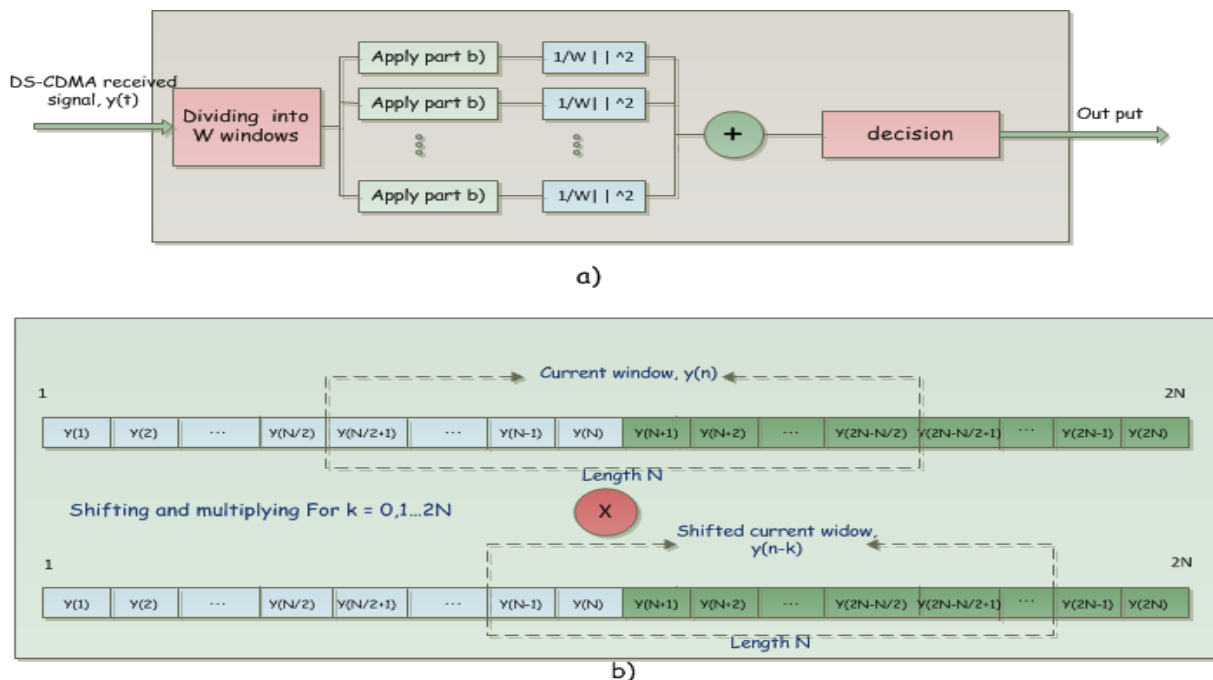 DS-CDMA received
signal, y(t)
Dividing into
W windows
Apply part b)
1/W | | ^2
Apply part b)
1/W | | ^2
Apply part b)
1/W| | ^2
+
decision
Out put
a)
Current window, y(n)
1
2N
Y(1) Y(2) ... Y(N/2) Y(N/2+1) ... Y(N-1) Y(N) Y(N+1) Y(N+2) ... Y(2N-N/2) Y(2N-N/2+1) ... Y(2N-1) Y(2N)
Length N
Shifting and multiplying For k = 0,1...2N
X
Shifted current widow,
y(n-k)
1
2N
Y(1) Y(2) ... Y(N/2) Y(N/2+1) ... Y(N-1) Y(N) Y(N+1) Y(N+2) ... Y(2N-N/2) Y(2N-N/2+1) ... Y(2N-1) Y(2N)
Length N
b)